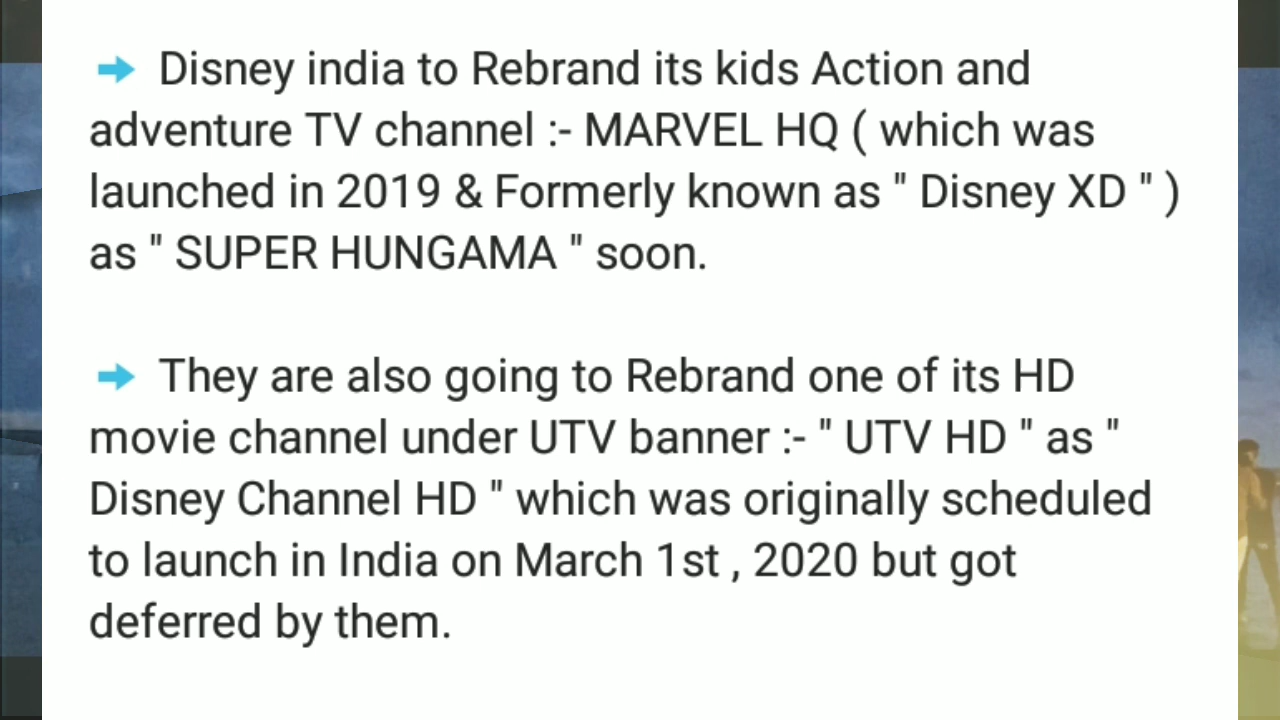 ➡ Disney india to Rebrand its kids Action and
adventure TV channel :- MARVEL HQ ( which was
launched in 2019 & Formerly known as " Disney XD " )
as " SUPER HUNGAMA " soon.
➡ They are also going to Rebrand one of its HD
movie channel under UTV banner :- " UTV HD " as "
Disney Channel HD " which was originally scheduled
to launch in India on March 1st , 2020 but got
deferred by them.